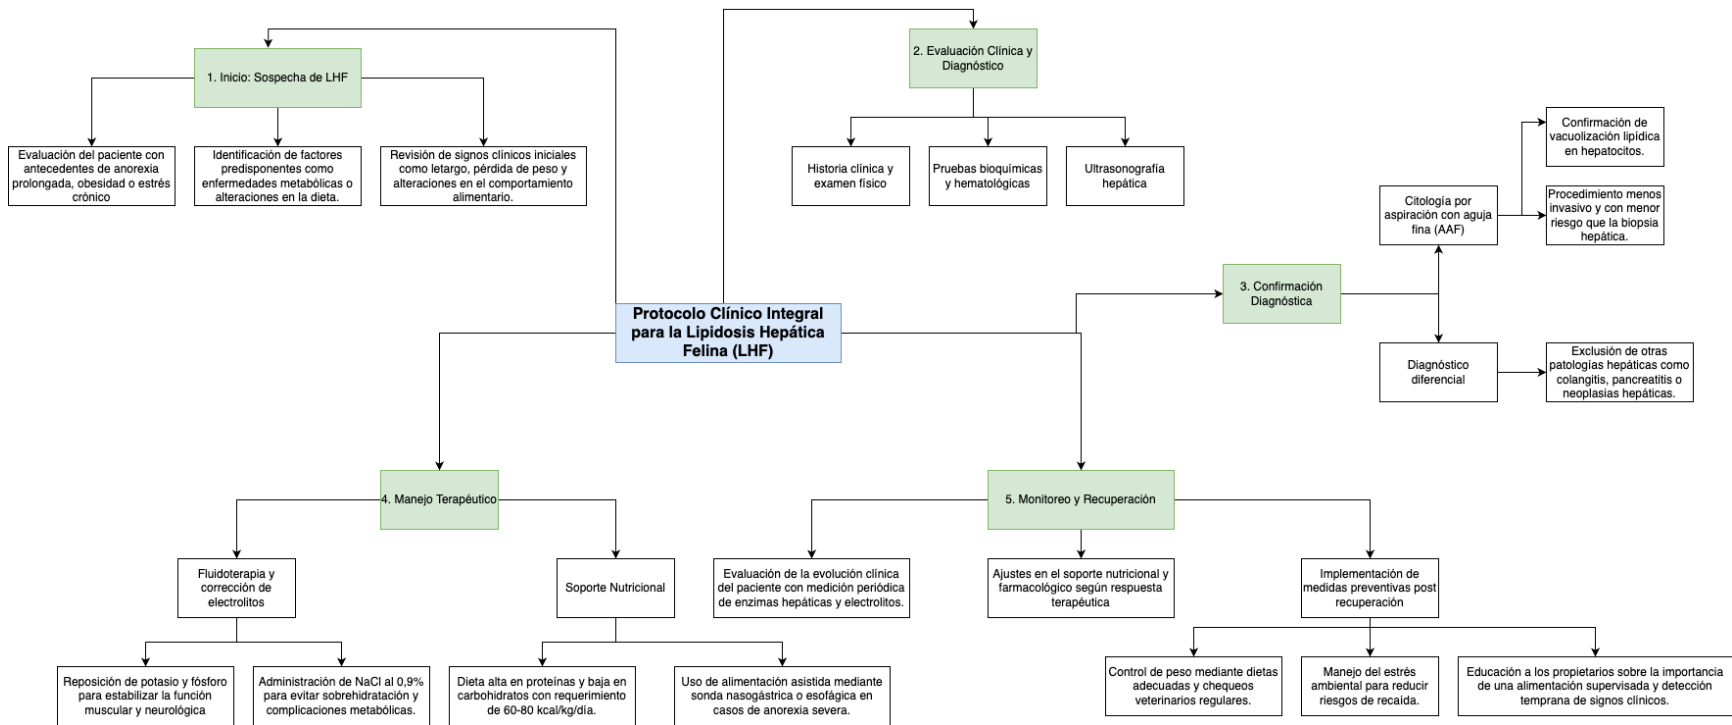 Protocolo Clínico Integral
para la Lipidosis Hepática
Felina (LHF)
1. Inicio: Sospecha de LHF
Evaluación del paciente con
antecedentes de anorexia
prolongada, obesidad o estrés
crónico
Identificación de factores
predisponentes como
enfermedades metabólicas o
alteraciones en la dieta.
Revisión de signos clínicos iniciales
como letargo, pérdida de peso y
alteraciones en el comportamiento
alimentario.
2. Evaluación Clínica y
Diagnóstico
Historia clínica y
examen físico
Pruebas bioquímicas
y hematológicas
Ultrasonografía
hepática
3. Confirmación
Diagnóstica
Citología por
aspiración con aguja
fina (AAF)
Confirmación de
vacuolización lipídica
en hepatocitos.
Procedimiento menos
invasivo y con menor
riesgo que la biopsia
hepática.
Diagnóstico
diferencial
Exclusión de otras
patologías hepáticas como
colangitis, pancreatitis o
neoplasias hepáticas.
4. Manejo Terapéutico
Fluidoterapia y
corrección de
electrolitos
Reposición de potasio y fósforo
para estabilizar la función
muscular y neurológica
Administración de NaCl al 0,9%
para evitar sobrehidratación y
complicaciones metabólicas.
Soporte Nutricional
Dieta alta en proteínas y baja en
carbohidratos con requerimiento
de 60-80 kcal/kg/día.
Uso de alimentación asistida mediante
sonda nasogástrica o esofágica en
casos de anorexia severa.
5. Monitoreo y Recuperación
Evaluación de la evolución clínica
del paciente con medición periódica
de enzimas hepáticas y electrolitos.
Ajustes en el soporte nutricional y
farmacológico según respuesta
terapéutica
Implementación de
medidas preventivas post
recuperación
Control de peso mediante dietas
adecuadas y chequeos
veterinarios regulares.
Manejo del estrés
ambiental para reducir
riesgos de recaída.
Educación a los propietarios sobre la importancia
de una alimentación supervisada y detección
temprana de signos clínicos.